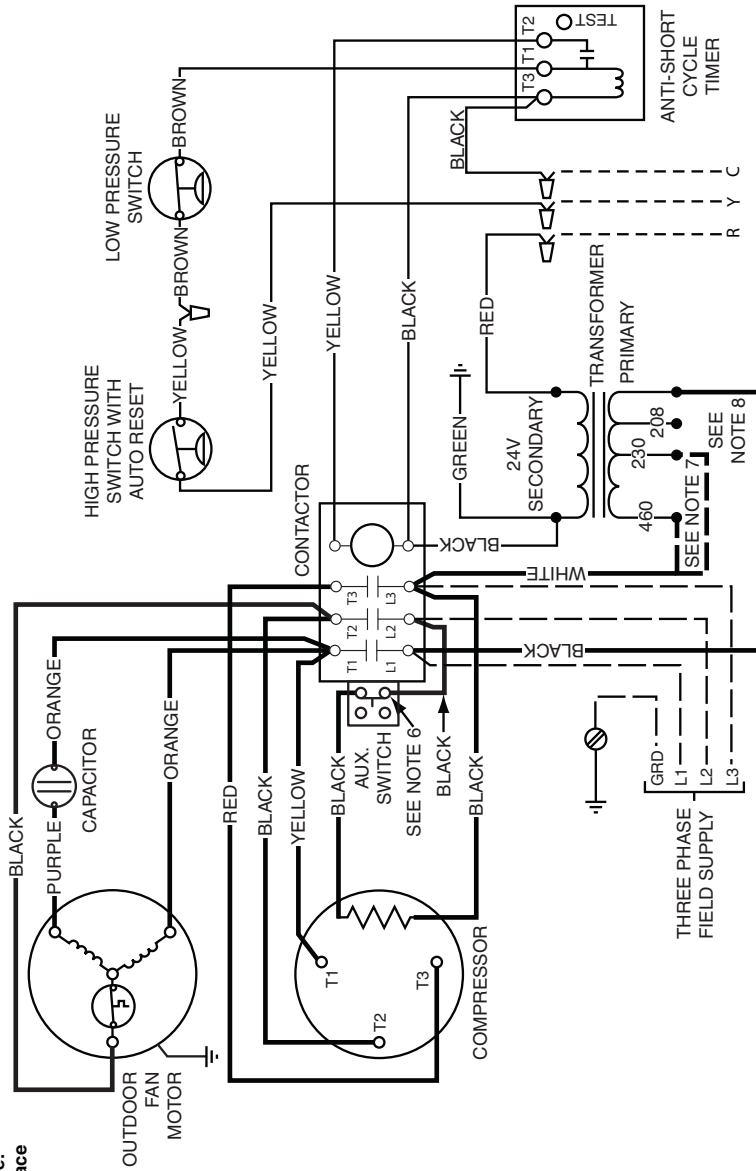 c.
ace
LOW PRESSURE
SWITCH
BROWN
BROWN
HIGH PRESSURE
SWITCH WITH
AUTO RESET
YELLOW
YELLOW
YELLOW
BLACK
BLACK
T3 T1 T2
TEST
ANTI-SHORT
CYCLE
TIMER
R
Y
C
RED
GREEN
24V
SECONDARY
TRANSFORMER
PRIMARY
460
230
208
SEE NOTE 7
SEE
NOTE 8
CONTACTOR
T1
T2
T3
L1
L2
L3
BLACK
WHITE
BLACK
BLACK
PURPLE
ORANGE
CAPACITOR
ORANGE
OUTDOOR
FAN
MOTOR
RED
BLACK
YELLOW
BLACK
AUX.
SWITCH
SEE NOTE 6
BLACK
BLACK
T1
T2
T3
COMPRESSOR
GRD
L1
L2
L3
THREE PHASE
FIELD SUPPLY